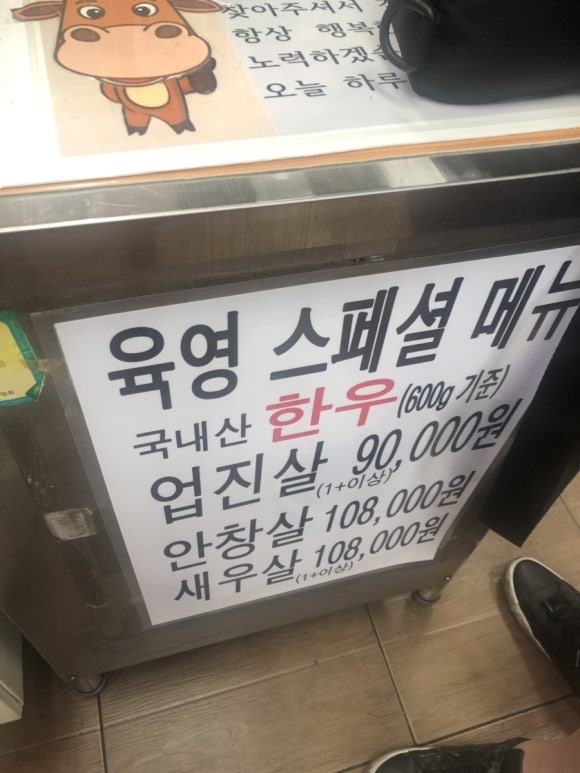 찾아주셔서
항상 행복
노력하겠
오늘 하루
육영 스페셜 메뉴
국내산 한우 (600g 기준)
업진살 90,000원
(1+이상)
안창살 108,000원
새우살 108,000원
(1+이상)